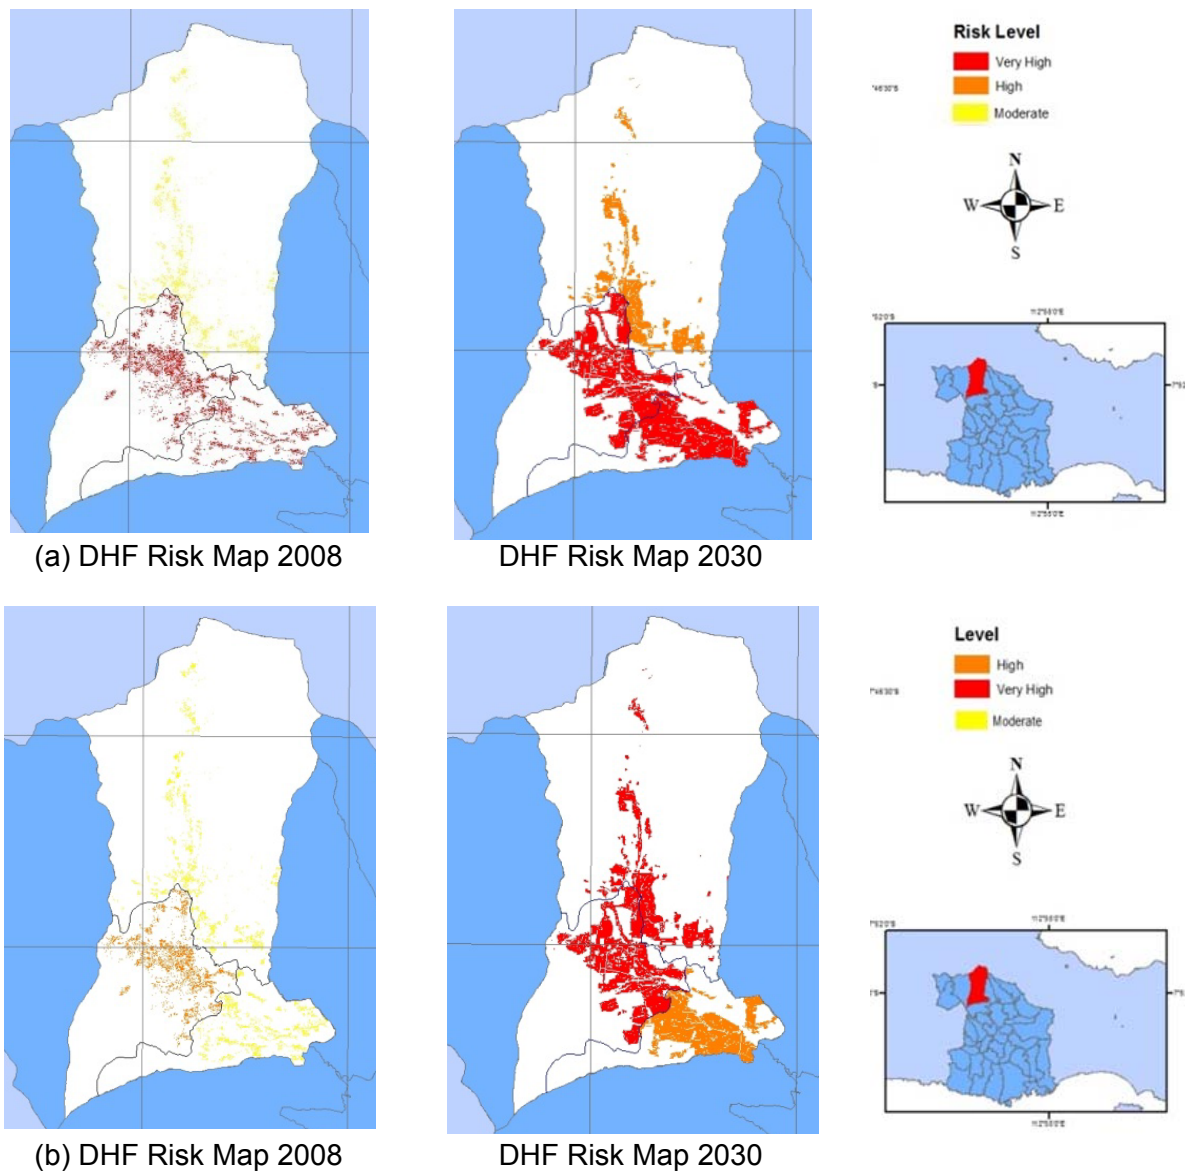 Risk Level
Very High
High
Moderate
N
W E
S
(a) DHF Risk Map 2008
DHF Risk Map 2030
Level
High
Very High
Moderate
N
W E
S
(b) DHF Risk Map 2008
DHF Risk Map 2030